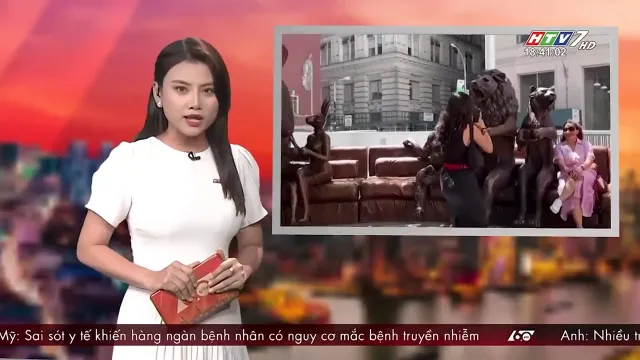 HTV7 HD
18:41:02
Mỹ: Sai sót y tế khiến hàng ngàn bệnh nhân có nguy cơ mắc bệnh truyền nhiễm 60 Anh: Nhiều